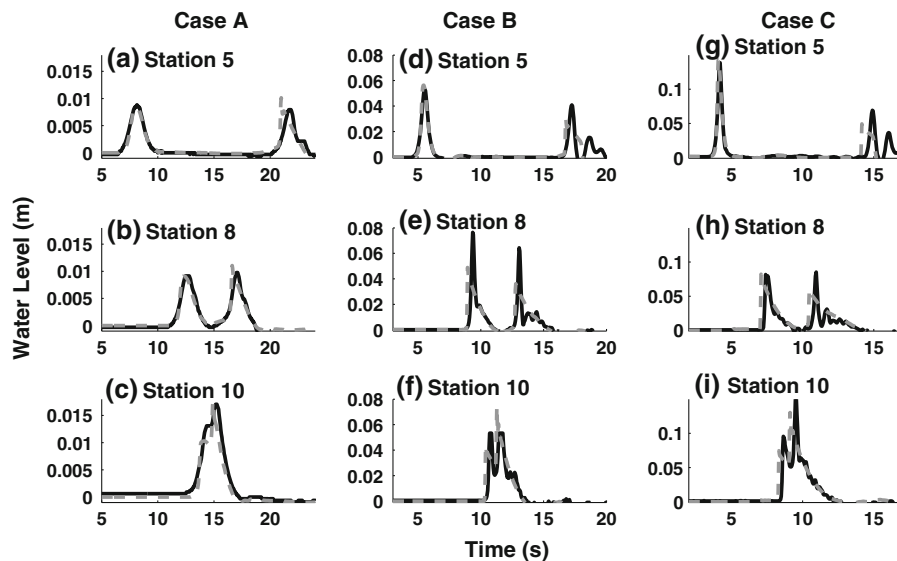 Case A
Case B
Case C
(a) Station 5
0.015
0.01
0.005
0
5 10 15 20
(d) Station 5
0.08
0.06
0.04
0.02
0
5 10 15 20
(g) Station 5
0.1
0.05
0
5 10 15
(b) Station 8
0.015
0.01
0.005
0
5 10 15 20
(e) Station 8
0.08
0.06
0.04
0.02
0
5 10 15 20
(h) Station 8
0.1
0.05
0
5 10 15
(c) Station 10
0.015
0.01
0.005
0
5 10 15 20
(f) Station 10
0.08
0.06
0.04
0.02
0
5 10 15 20
(i) Station 10
0.1
0.05
0
5 10 15
Water Level (m)
Time (s)